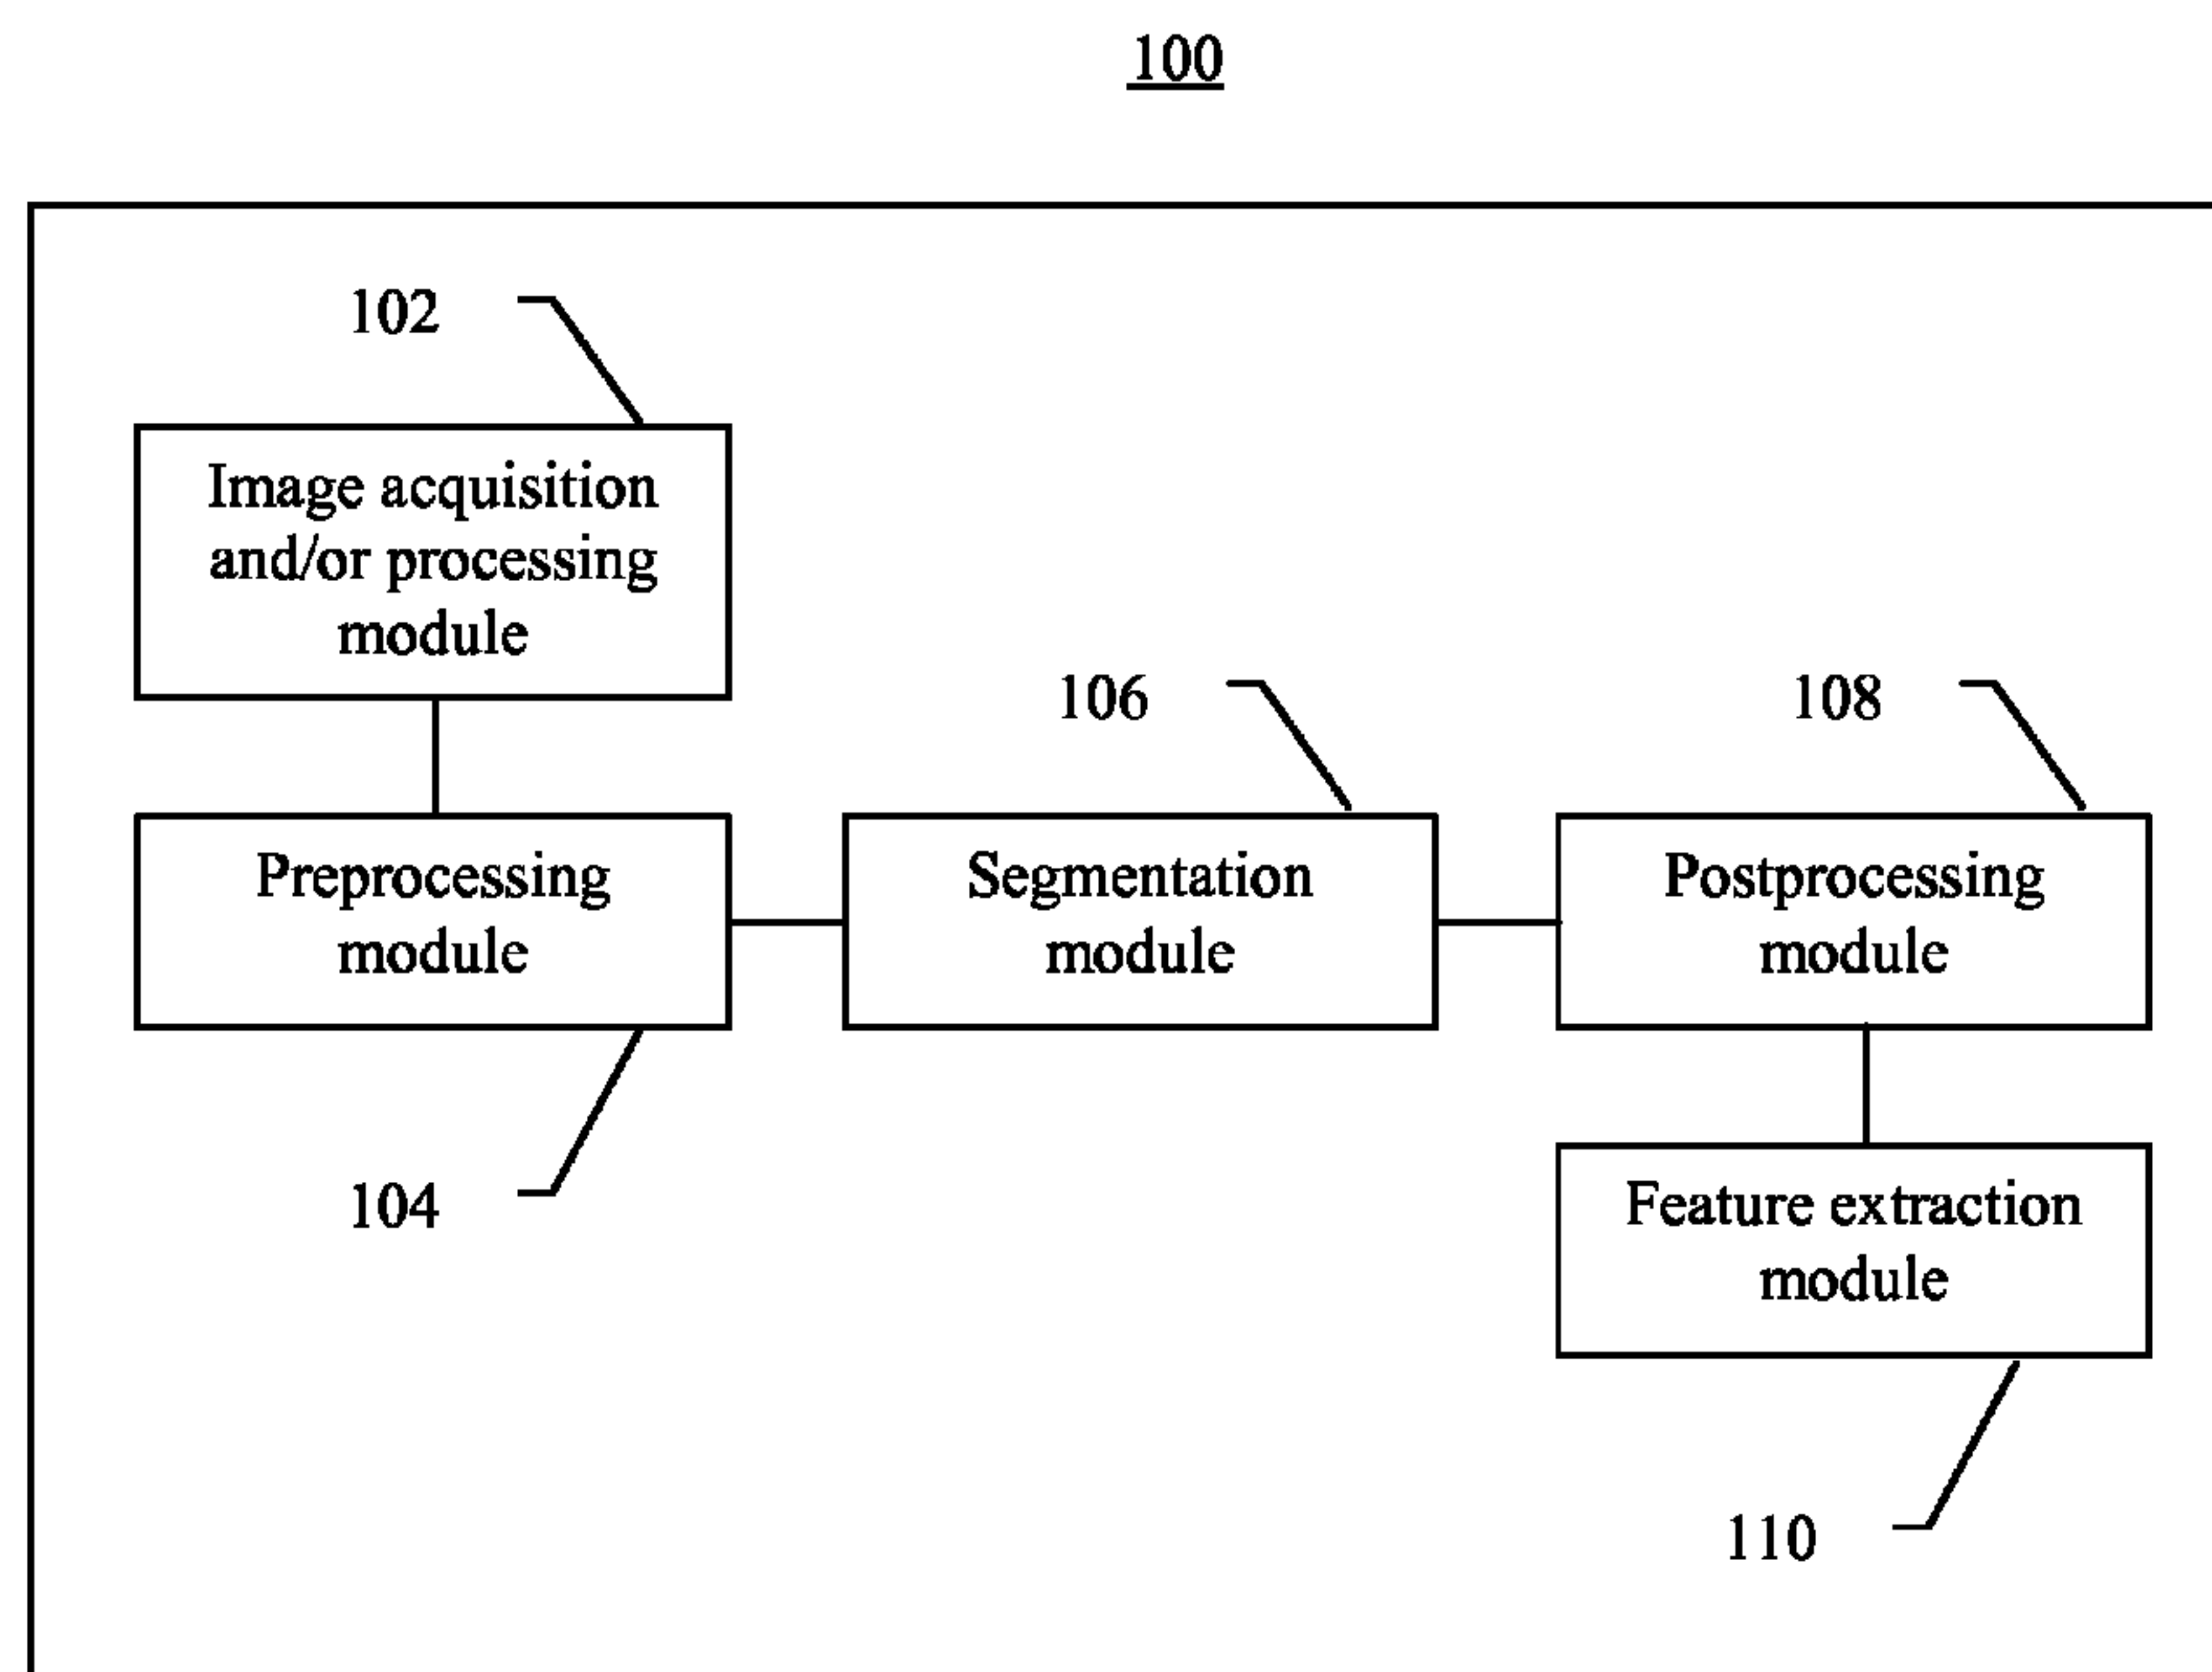 100
102
Image acquisition
and/or processing
module
106
108
Preprocessing
module
Segmentation
module
Postprocessing
module
104
Feature extraction
module
110